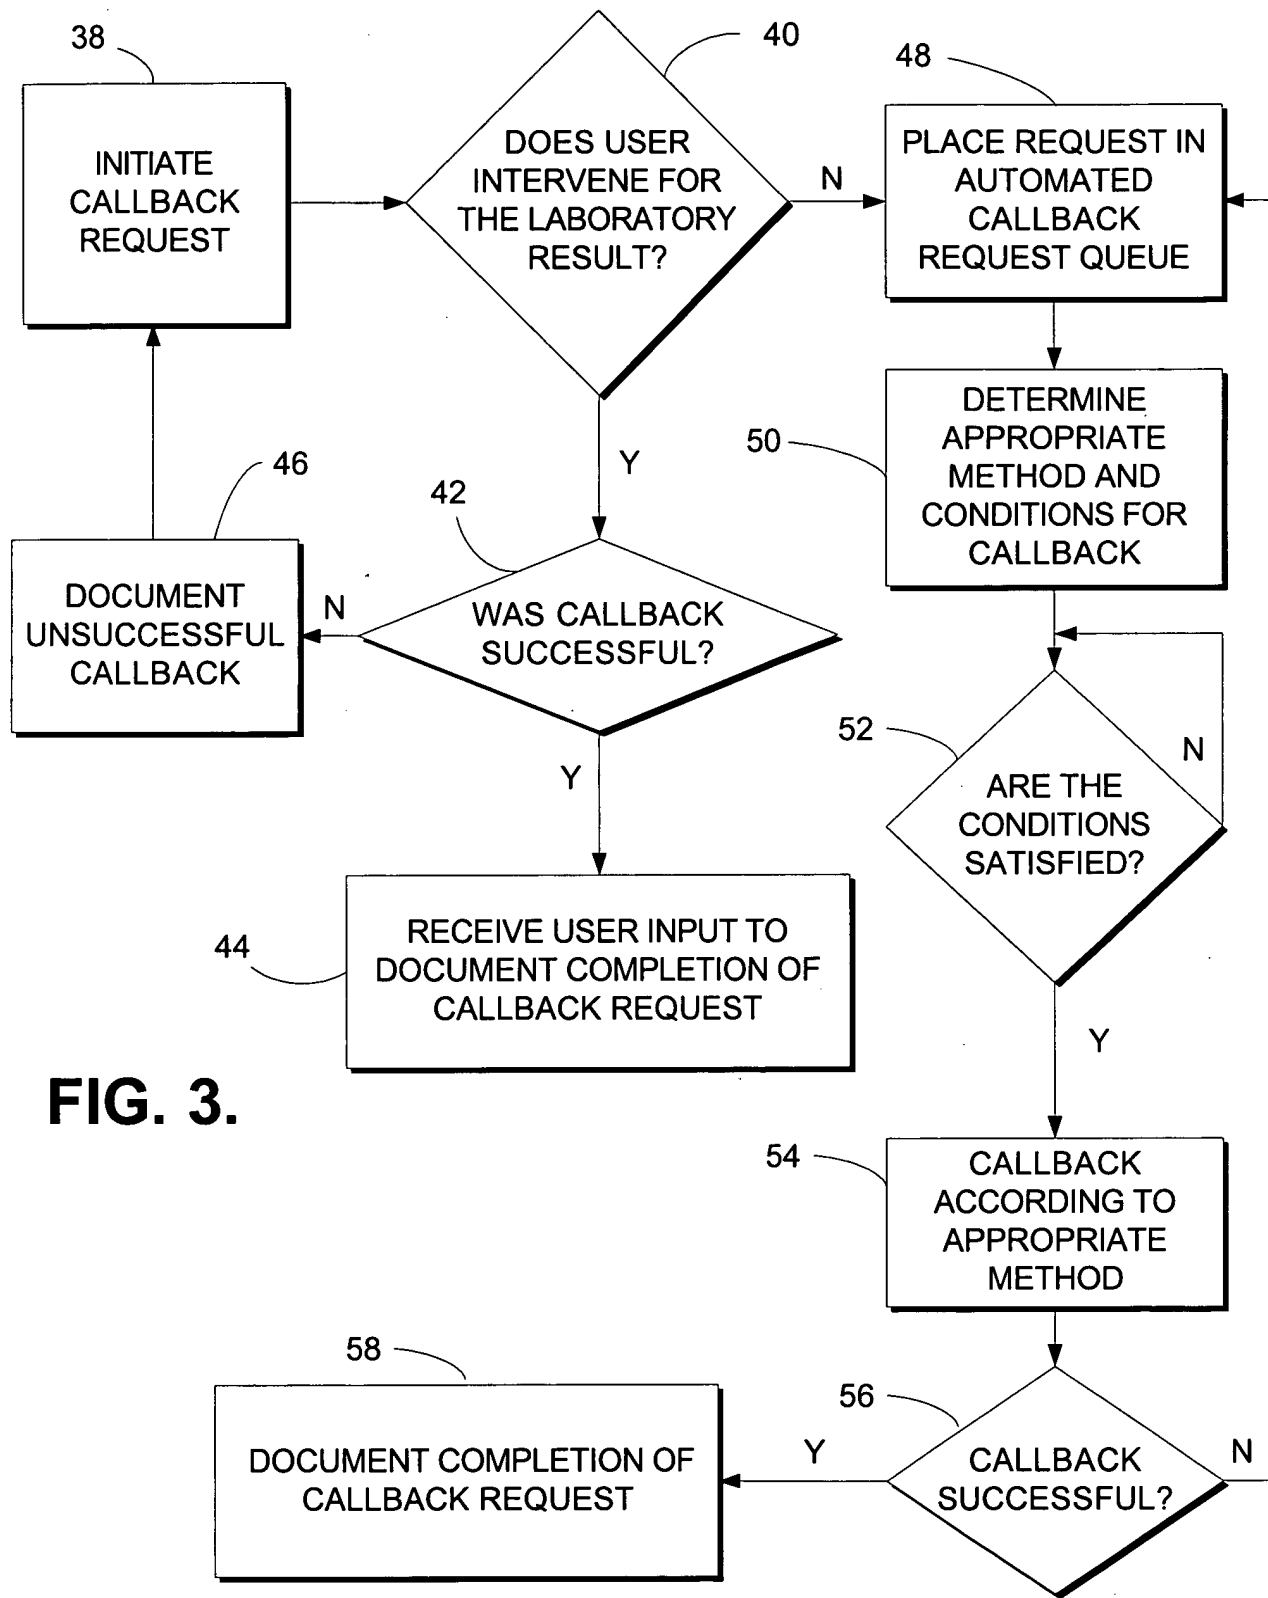 38
INITIATE
CALLBACK
REQUEST
40
DOES USER
INTERVENE FOR
THE LABORATORY
RESULT?
N
Y
48
PLACE REQUEST IN
AUTOMATED
CALLBACK
REQUEST QUEUE
50
DETERMINE
APPROPRIATE
METHOD AND
CONDITIONS FOR
CALLBACK
46
DOCUMENT
UNSUCCESSFUL
CALLBACK
N
42
WAS CALLBACK
SUCCESSFUL?
Y
52
ARE THE
CONDITIONS
SATISFIED?
N
Y
44
RECEIVE USER INPUT TO
DOCUMENT COMPLETION OF
CALLBACK REQUEST
FIG. 3.
54
CALLBACK
ACCORDING TO
APPROPRIATE
METHOD
58
DOCUMENT COMPLETION OF
CALLBACK REQUEST
Y
56
CALLBACK
SUCCESSFUL?
N